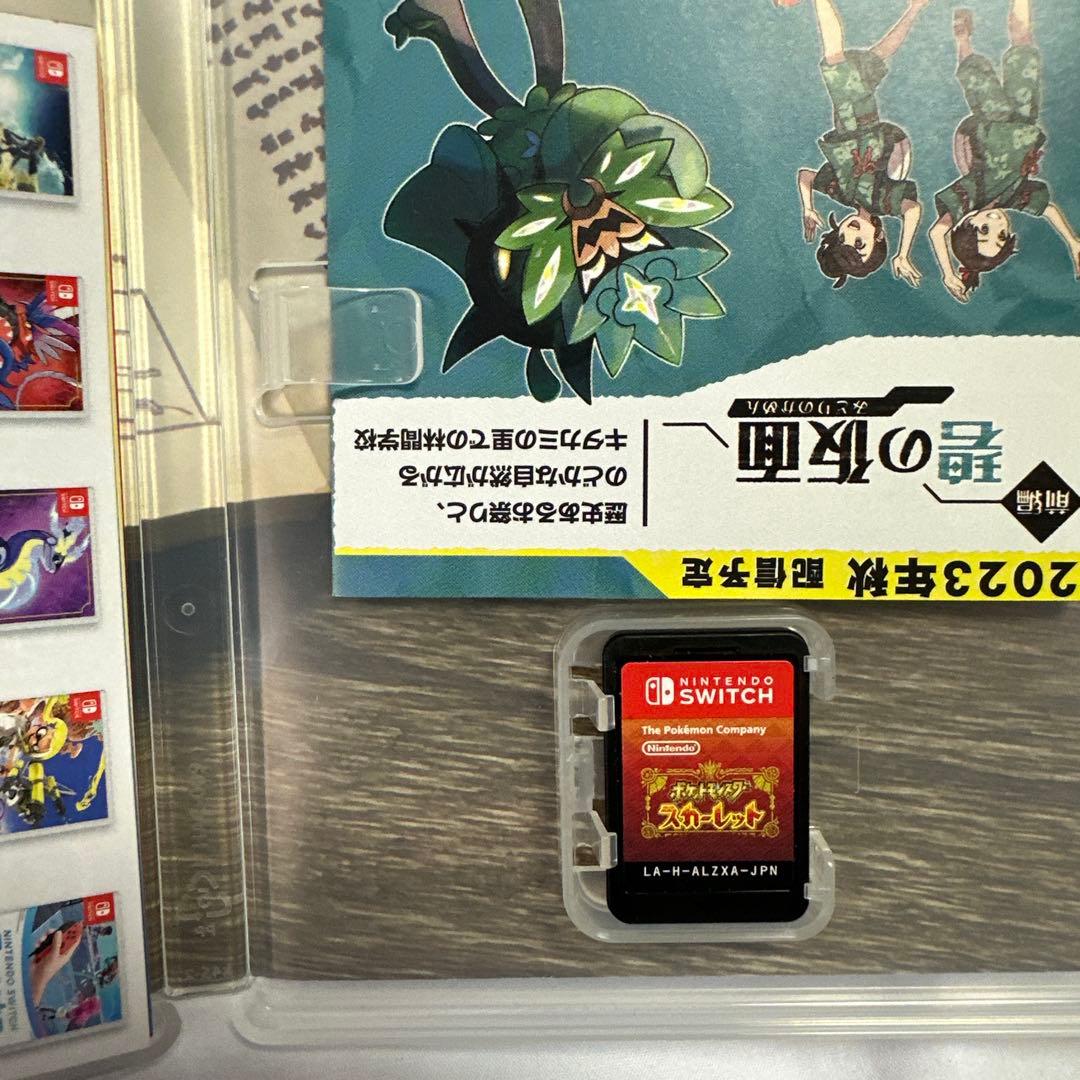 2023年秋 配信予定
前編
碧の仮面
みどりのかめん
歴史あるお祭りと、
のどかな自然が広がる
キタカミの里での林間学校
NINTENDO
SWITCH
The Pokémon Company
Nintendo
ポケットモンスター
スカーレット
LA-H-ALZXA-JPN
NINTENDO SWITCH